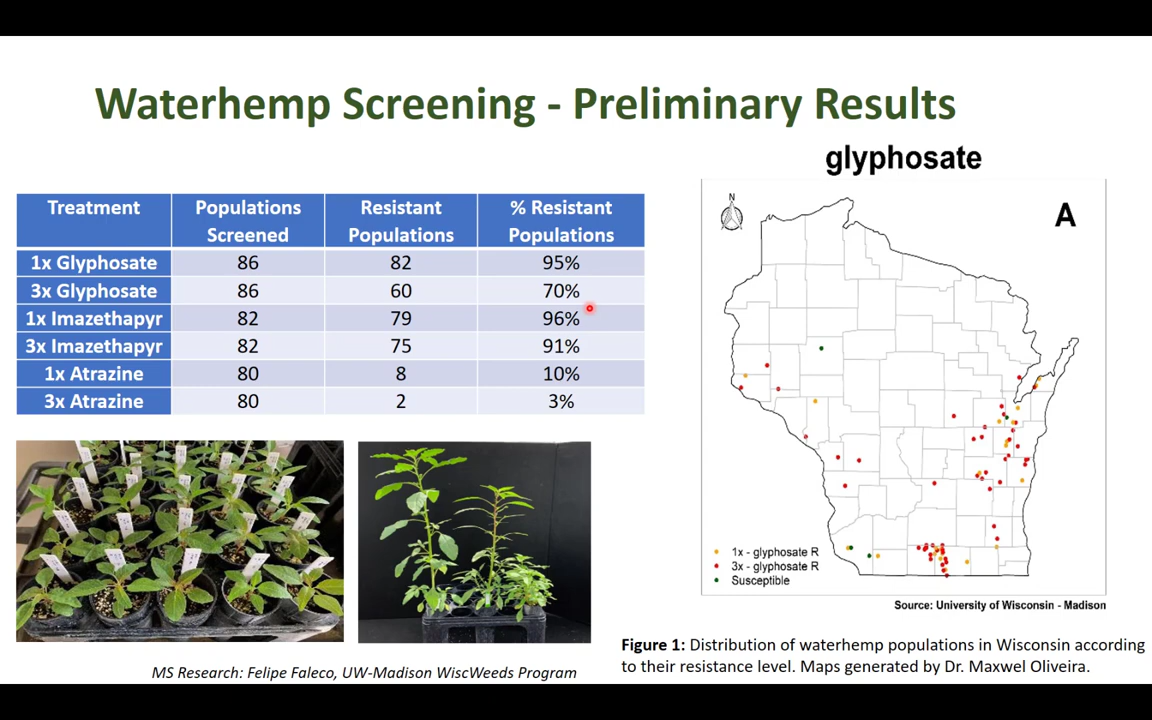 Waterhemp Screening - Preliminary Results
Treatment Populations Screened Resistant Populations % Resistant Populations
1x Glyphosate 86 82 95%
3x Glyphosate 86 60 70%
1x Imazethapyr 82 79 96%
3x Imazethapyr 82 75 91%
1x Atrazine 80 8 10%
3x Atrazine 80 2 3%
MS Research: Felipe Faleco, UW-Madison WiscWeeds Program
glyphosate
N
A
1x - glyphosate R
3x - glyphosate R
Susceptible
Source: University of Wisconsin - Madison
Figure 1: Distribution of waterhemp populations in Wisconsin according
to their resistance level. Maps generated by Dr. Maxwel Oliveira.